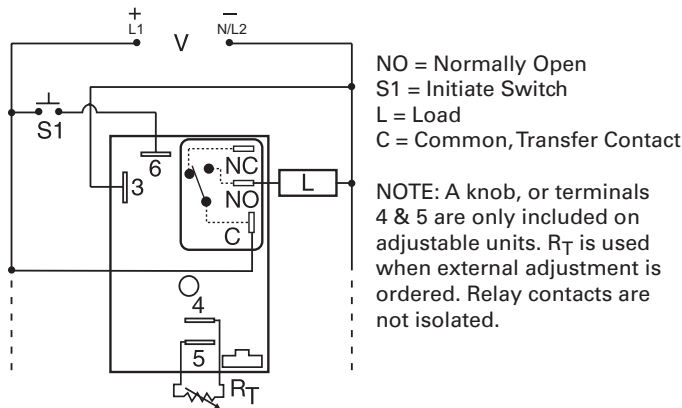 +
L1
V
–
N/L2
S1
6
3
NC
NO
C
L
4
5
RT
NO = Normally Open
S1 = Initiate Switch
L = Load
C = Common, Transfer Contact
NOTE: A knob, or terminals
4 & 5 are only included on
adjustable units. RT is used
when external adjustment is
ordered. Relay contacts are
not isolated.